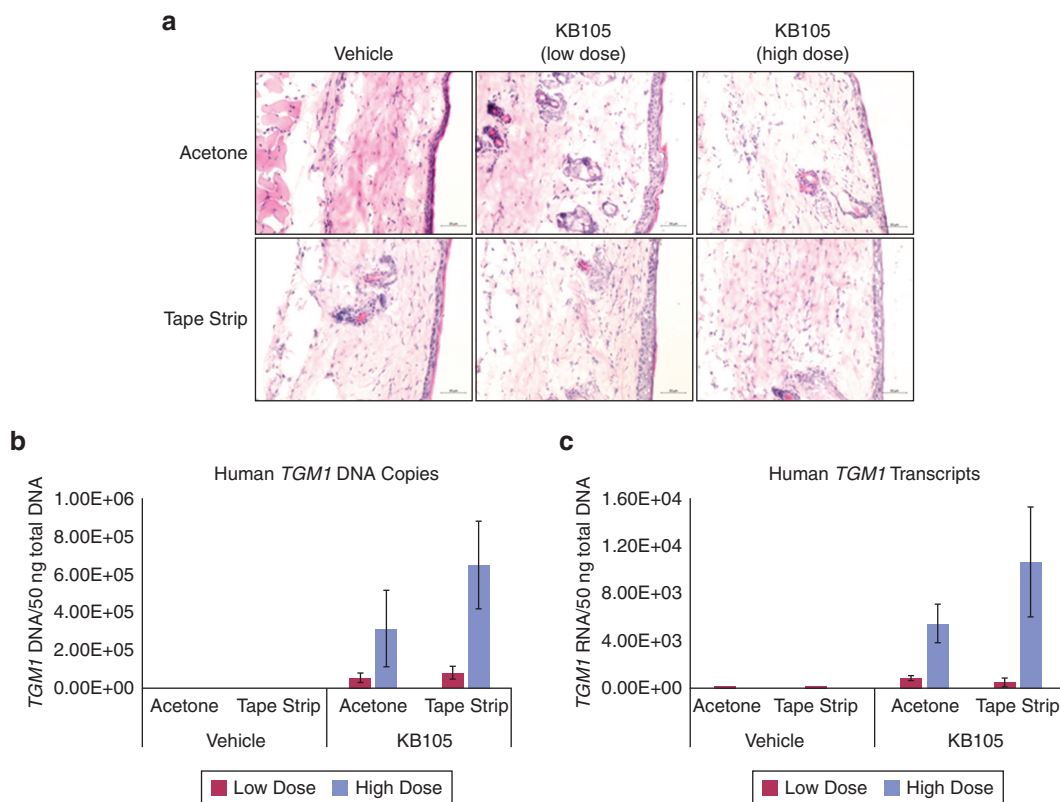 a
Vehicle
KB105
(low dose)
KB105
(high dose)
Acetone
Tape Strip
b
Human TGM1 DNA Copies
TGM1 DNA/50 ng total DNA
1.00E+06
8.00E+05
6.00E+05
4.00E+05
2.00E+05
0.00E+00
Acetone Tape Strip Acetone Tape Strip
Vehicle KB105
Low Dose High Dose
c
Human TGM1 Transcripts
TGM1 RNA/50 ng total DNA
1.60E+04
1.20E+04
8.00E+03
4.00E+03
0.00E+00
Acetone Tape Strip Acetone Tape Strip
Vehicle KB105
Low Dose High Dose